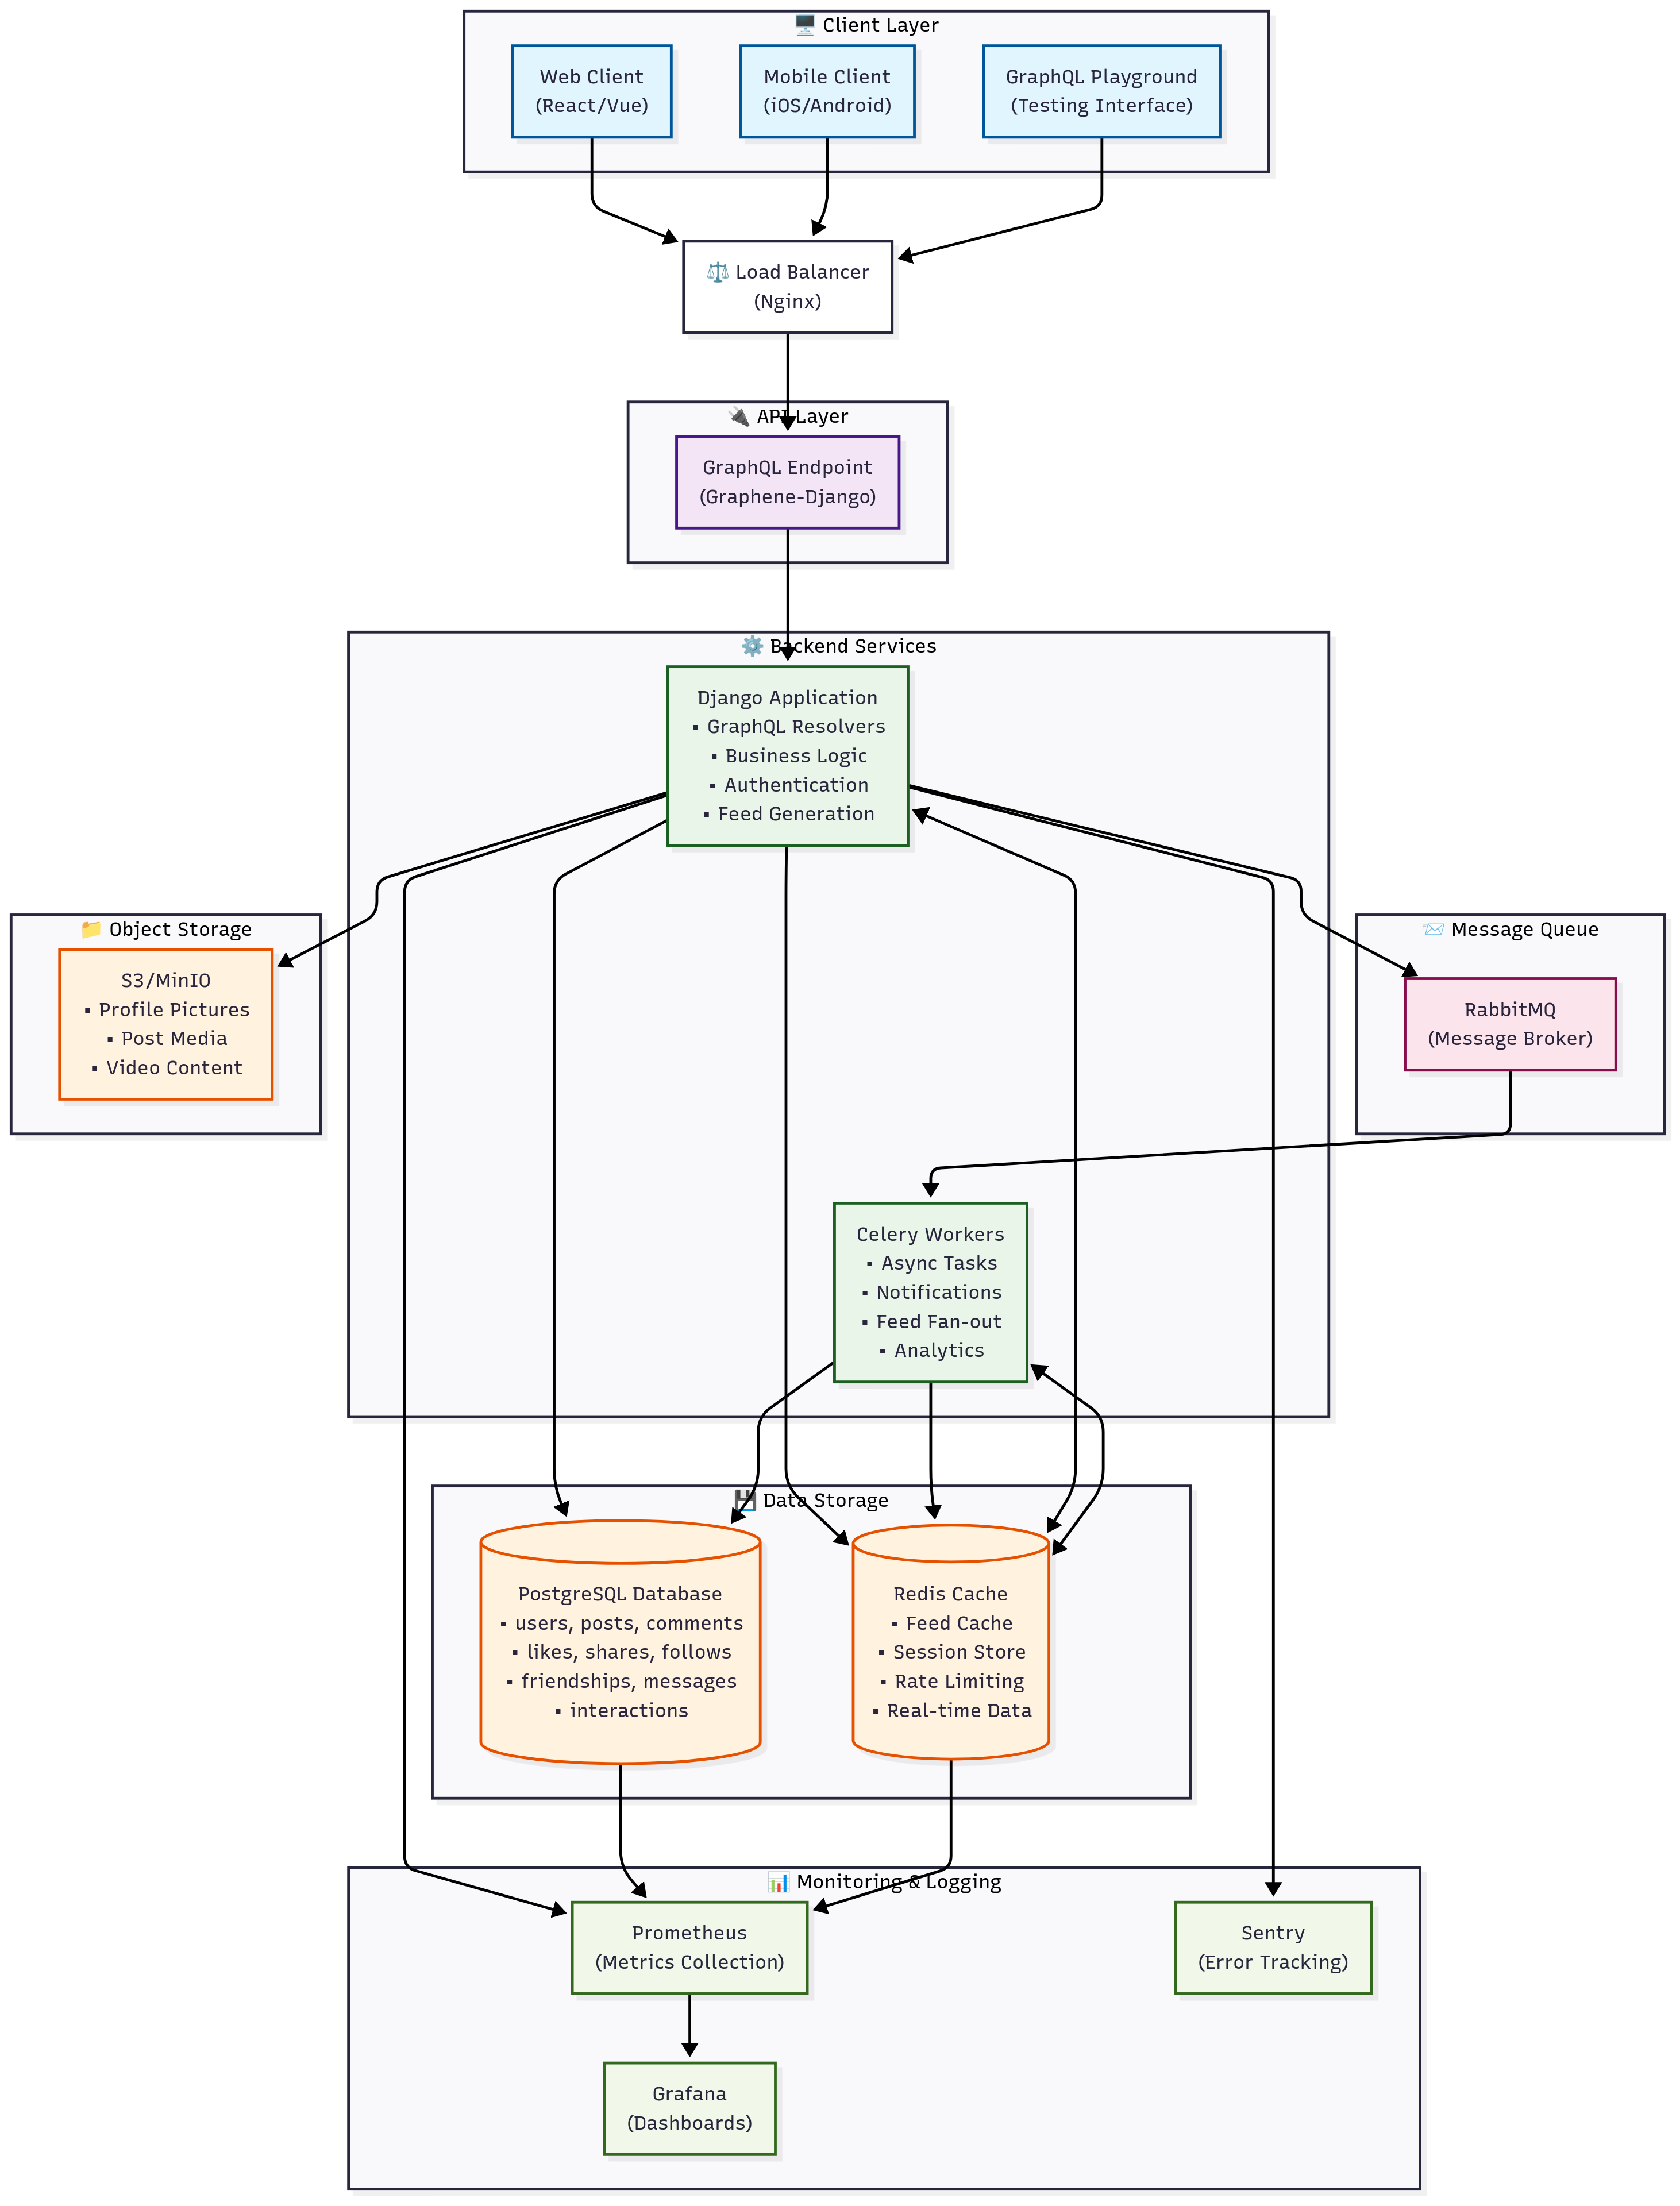 🖥️ Client Layer
Web Client
(React/Vue)
Mobile Client
(iOS/Android)
GraphQL Playground
(Testing Interface)
⚖️ Load Balancer
(Nginx)
🔌 API Layer
GraphQL Endpoint
(Graphene-Django)
⚙️ Backend Services
Django Application
▪ GraphQL Resolvers
▪ Business Logic
▪ Authentication
▪ Feed Generation
📁 Object Storage
S3/MinIO
▪ Profile Pictures
▪ Post Media
▪ Video Content
📨 Message Queue
RabbitMQ
(Message Broker)
Celery Workers
▪ Async Tasks
▪ Notifications
▪ Feed Fan-out
▪ Analytics
💾 Data Storage
PostgreSQL Database
▪ users, posts, comments
▪ likes, shares, follows
▪ friendships, messages
▪ interactions
Redis Cache
▪ Feed Cache
▪ Session Store
▪ Rate Limiting
▪ Real-time Data
📊 Monitoring & Logging
Prometheus
(Metrics Collection)
Sentry
(Error Tracking)
Grafana
(Dashboards)